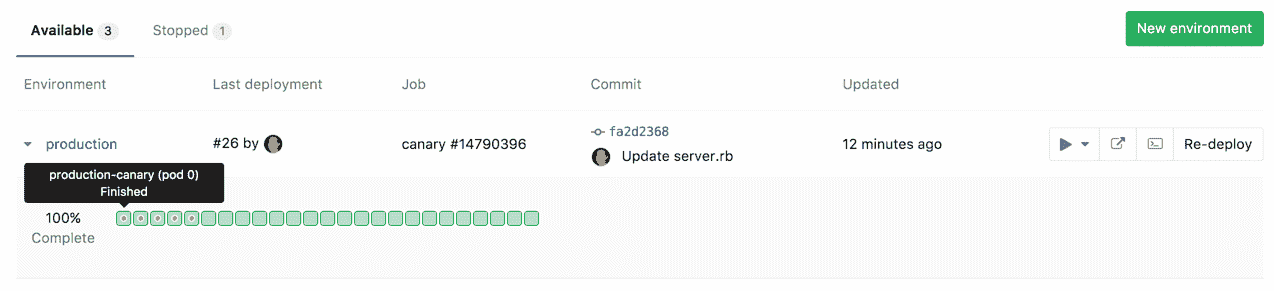 Available 3 Stopped 1 New environment
Environment Last deployment Job Commit Updated
production #26 by canary #14790396 fa2d2368 12 minutes ago Re-deploy
Update server.rb
production-canary (pod 0)
Finished
100%
Complete